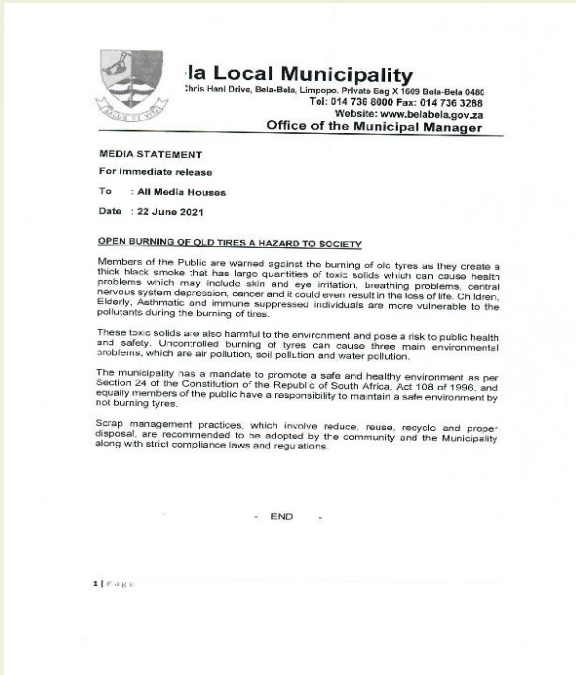 la Local Municipality
Chris Hani Drive, Bela-Bela, Limpopo. Private Bag X 1609 Bela-Bela 0480
Tel: 014 736 8000 Fax: 014 736 3288
Website: www.belabela.gov.za
Office of the Municipal Manager
MEDIA STATEMENT
For immediate release
To : All Media Houses
Date : 22 June 2021
OPEN BURNING OF OLD TIRES A HAZARD TO SOCIETY
Members of the Public are warned against the burning of old tyres as they create a
thick black smoke that has large quantities of toxic solids which can cause health
problems which may include skin and eye irritation, breathing problems, central
nervous system depression, cancer and it could even result in the loss of life. Children,
Elderly, Asthmatic and immune suppressed individuals are more vulnerable to the
pollutants during the burning of tires.
These toxic solids are also harmful to the environment and pose a risk to public health
and safety. Uncontrolled burning of tyres can cause three main environmental
problems, which are air pollution, soil pollution and water pollution.
The municipality has a mandate to promote a safe and healthy environment as per
Section 24 of the Constitution of the Republic of South Africa, Act 108 of 1996, and
equally members of the public have a responsibility to maintain a safe environment by
not burning tyres.
Scrap management practices, which involve reduce, reuse, recycle and proper
disposal, are recommended to be adopted by the community and the Municipality
along with strict compliance laws and regulations.
- END -
1 | Page